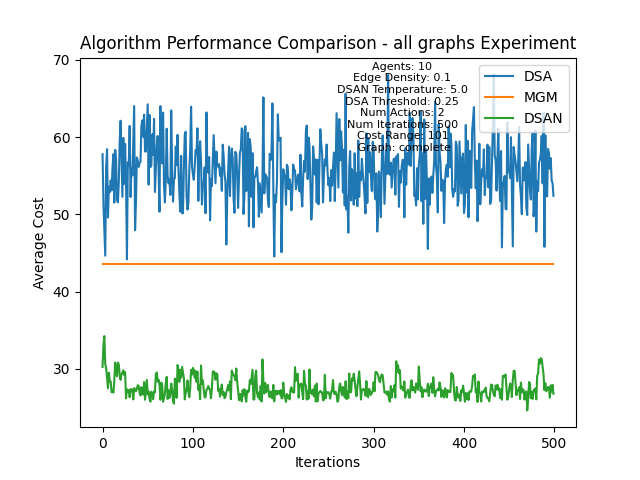 Algorithm Performance Comparison - all graphs Experiment
Agents: 10
Edge Density: 0.1
DSAN Temperature: 5.0
DSA Threshold: 0.25
Num Actions: 2
Num Iterations: 500
Cost Range: 101
Graph: complete
DSA
MGM
DSAN
70
60
50
40
30
Average Cost
0 100 200 300 400 500
Iterations